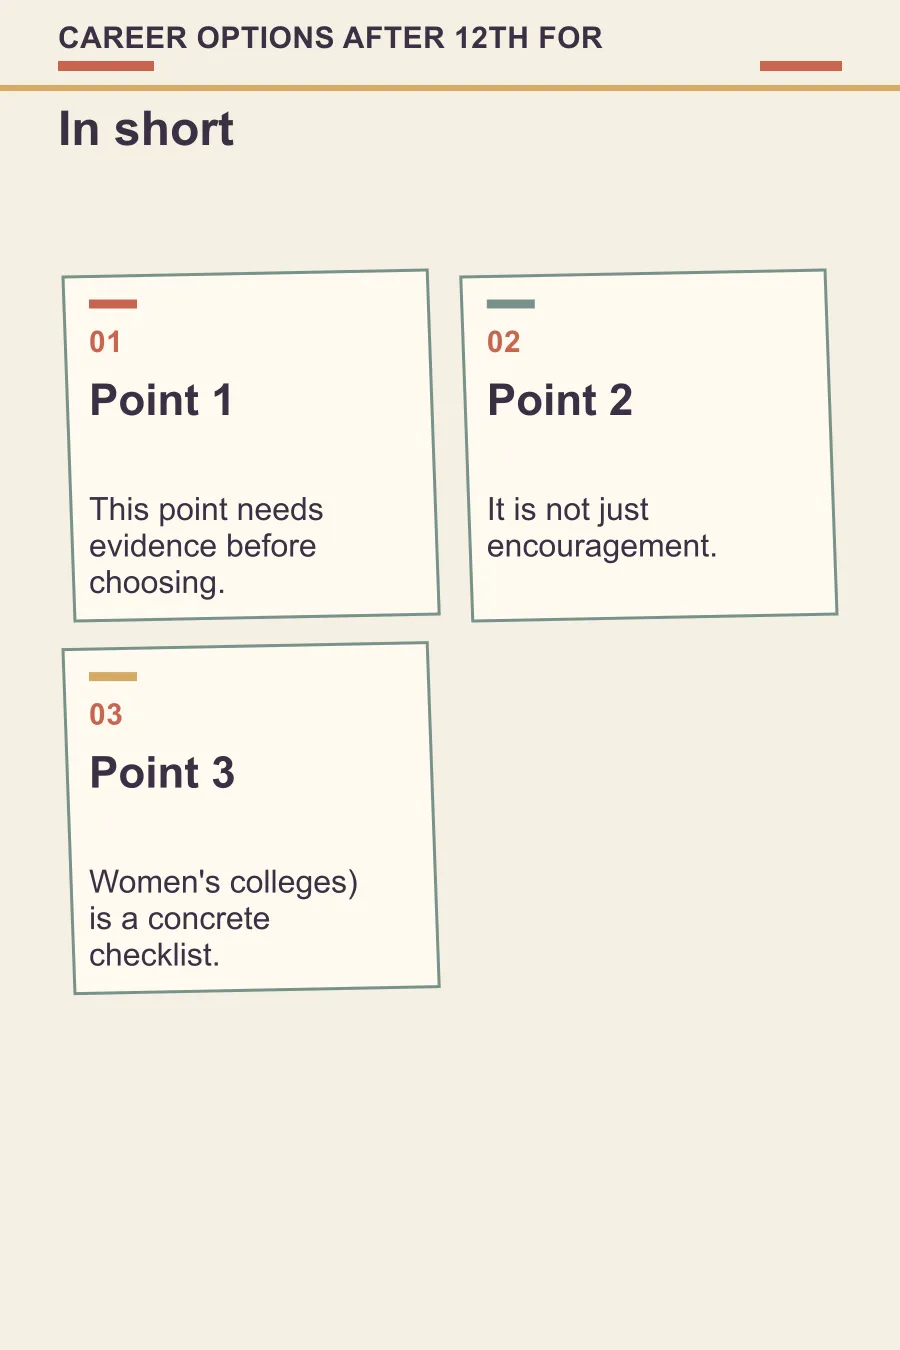 CAREER OPTIONS AFTER 12TH FOR
In short
01
Point 1
This point needs
evidence before
choosing.
02
Point 2
It is not just
encouragement.
03
Point 3
Women's colleges)
is a concrete
checklist.